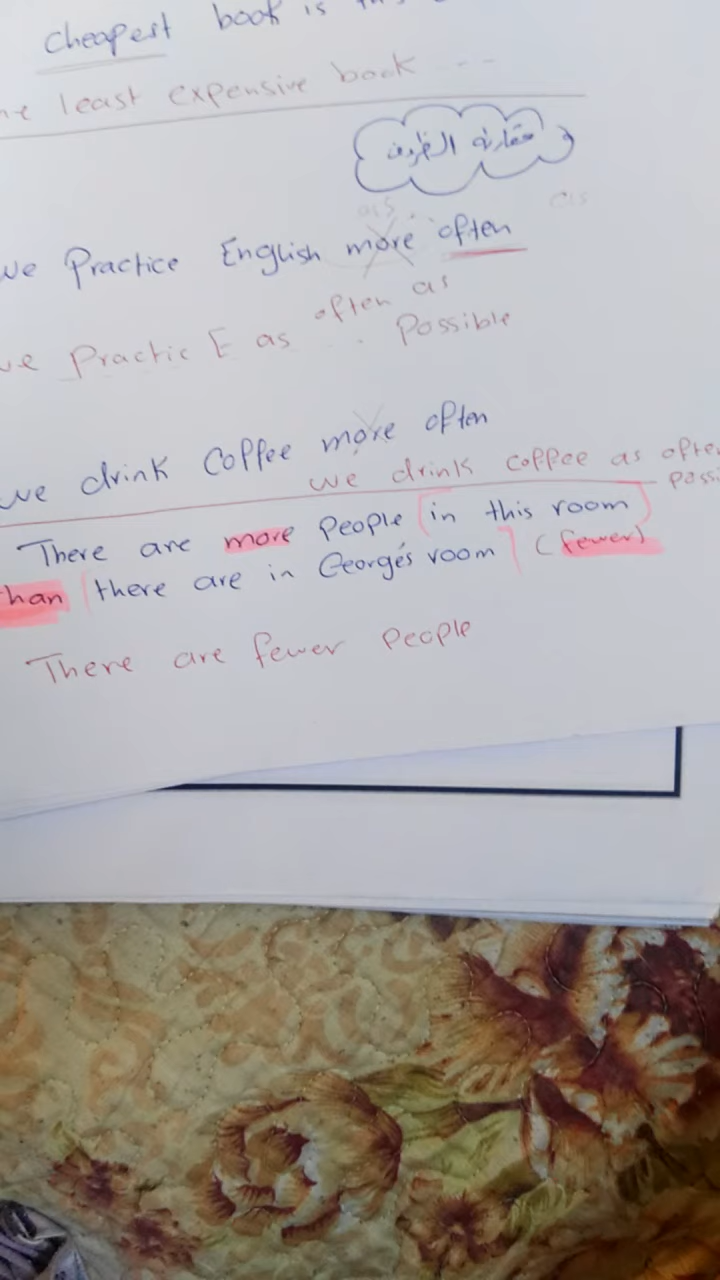 cheapest book is
least expensive book ...
مقارنة الظروف
as as
we Practice English more often
often as
Practic E as .. Possible
we drink Coffee more often
we drink coffee as often
There are more People (in this room)
than there are in George's room (fewer)
There are fewer People